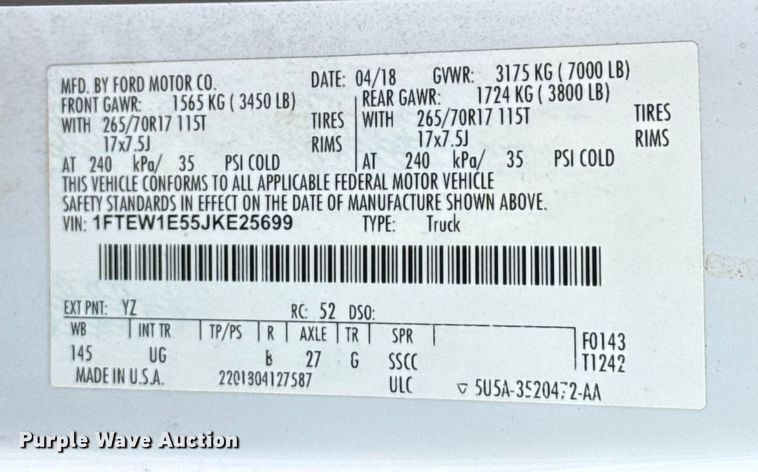 MFD. BY FORD MOTOR CO. DATE: 04/18 GVWR: 3175 KG ( 7000 LB)
FRONT GAWR: 1565 KG ( 3450 LB) REAR GAWR: 1724 KG ( 3800 LB)
WITH 265/70R17 115T TIRES WITH 265/70R17 115T TIRES
17x7.5J RIMS 17x7.5J RIMS
AT 240 kPa/ 35 PSI COLD AT 240 kPa/ 35 PSI COLD
THIS VEHICLE CONFORMS TO ALL APPLICABLE FEDERAL MOTOR VEHICLE
SAFETY STANDARDS IN EFFECT ON THE DATE OF MANUFACTURE SHOWN ABOVE.
VIN: 1FTEW1E55JKE25699 TYPE: Truck
EXT PNT: YZ RC: 52 DSO:
WB INT TR TP/PS R AXLE TR SPR F0143
145 UG B 27 G SSCC T1242
MADE IN U.S.A. 2201304127587 ULC 5U5A-3520472-AA
Purple Wave Auction